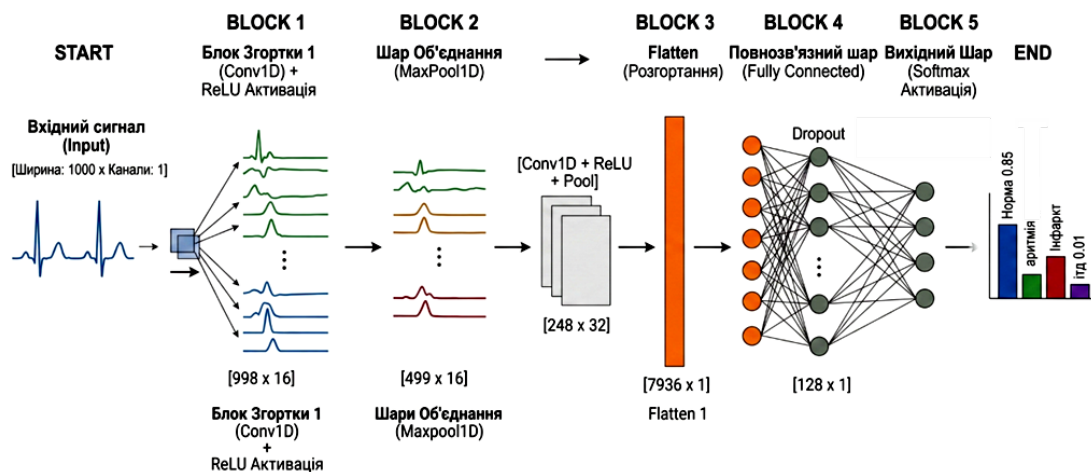 START
BLOCK 1
Блок Згортки 1
(Conv1D) +
ReLU Активація
BLOCK 2
Шар Об'єднання
(MaxPool1D)
BLOCK 3
Flatten
(Розгортання)
BLOCK 4
Повнозв'язний шар
(Fully Connected)
BLOCK 5
Вихідний Шар
(Softmax
Активація)
END
Вхідний сигнал
(Input)
[Ширина: 1000 x Канали: 1]
[Conv1D + ReLU
+ Pool]
Dropout
Норма 0.85
аритмія
Інфаркт
ітд 0.01
[998 x 16]
[499 x 16]
[248 x 32]
[7936 x 1]
[128 x 1]
Блок Згортки 1
(Conv1D)
+
ReLU Активація
Шари Об'єднання
(Maxpool1D)
Flatten 1